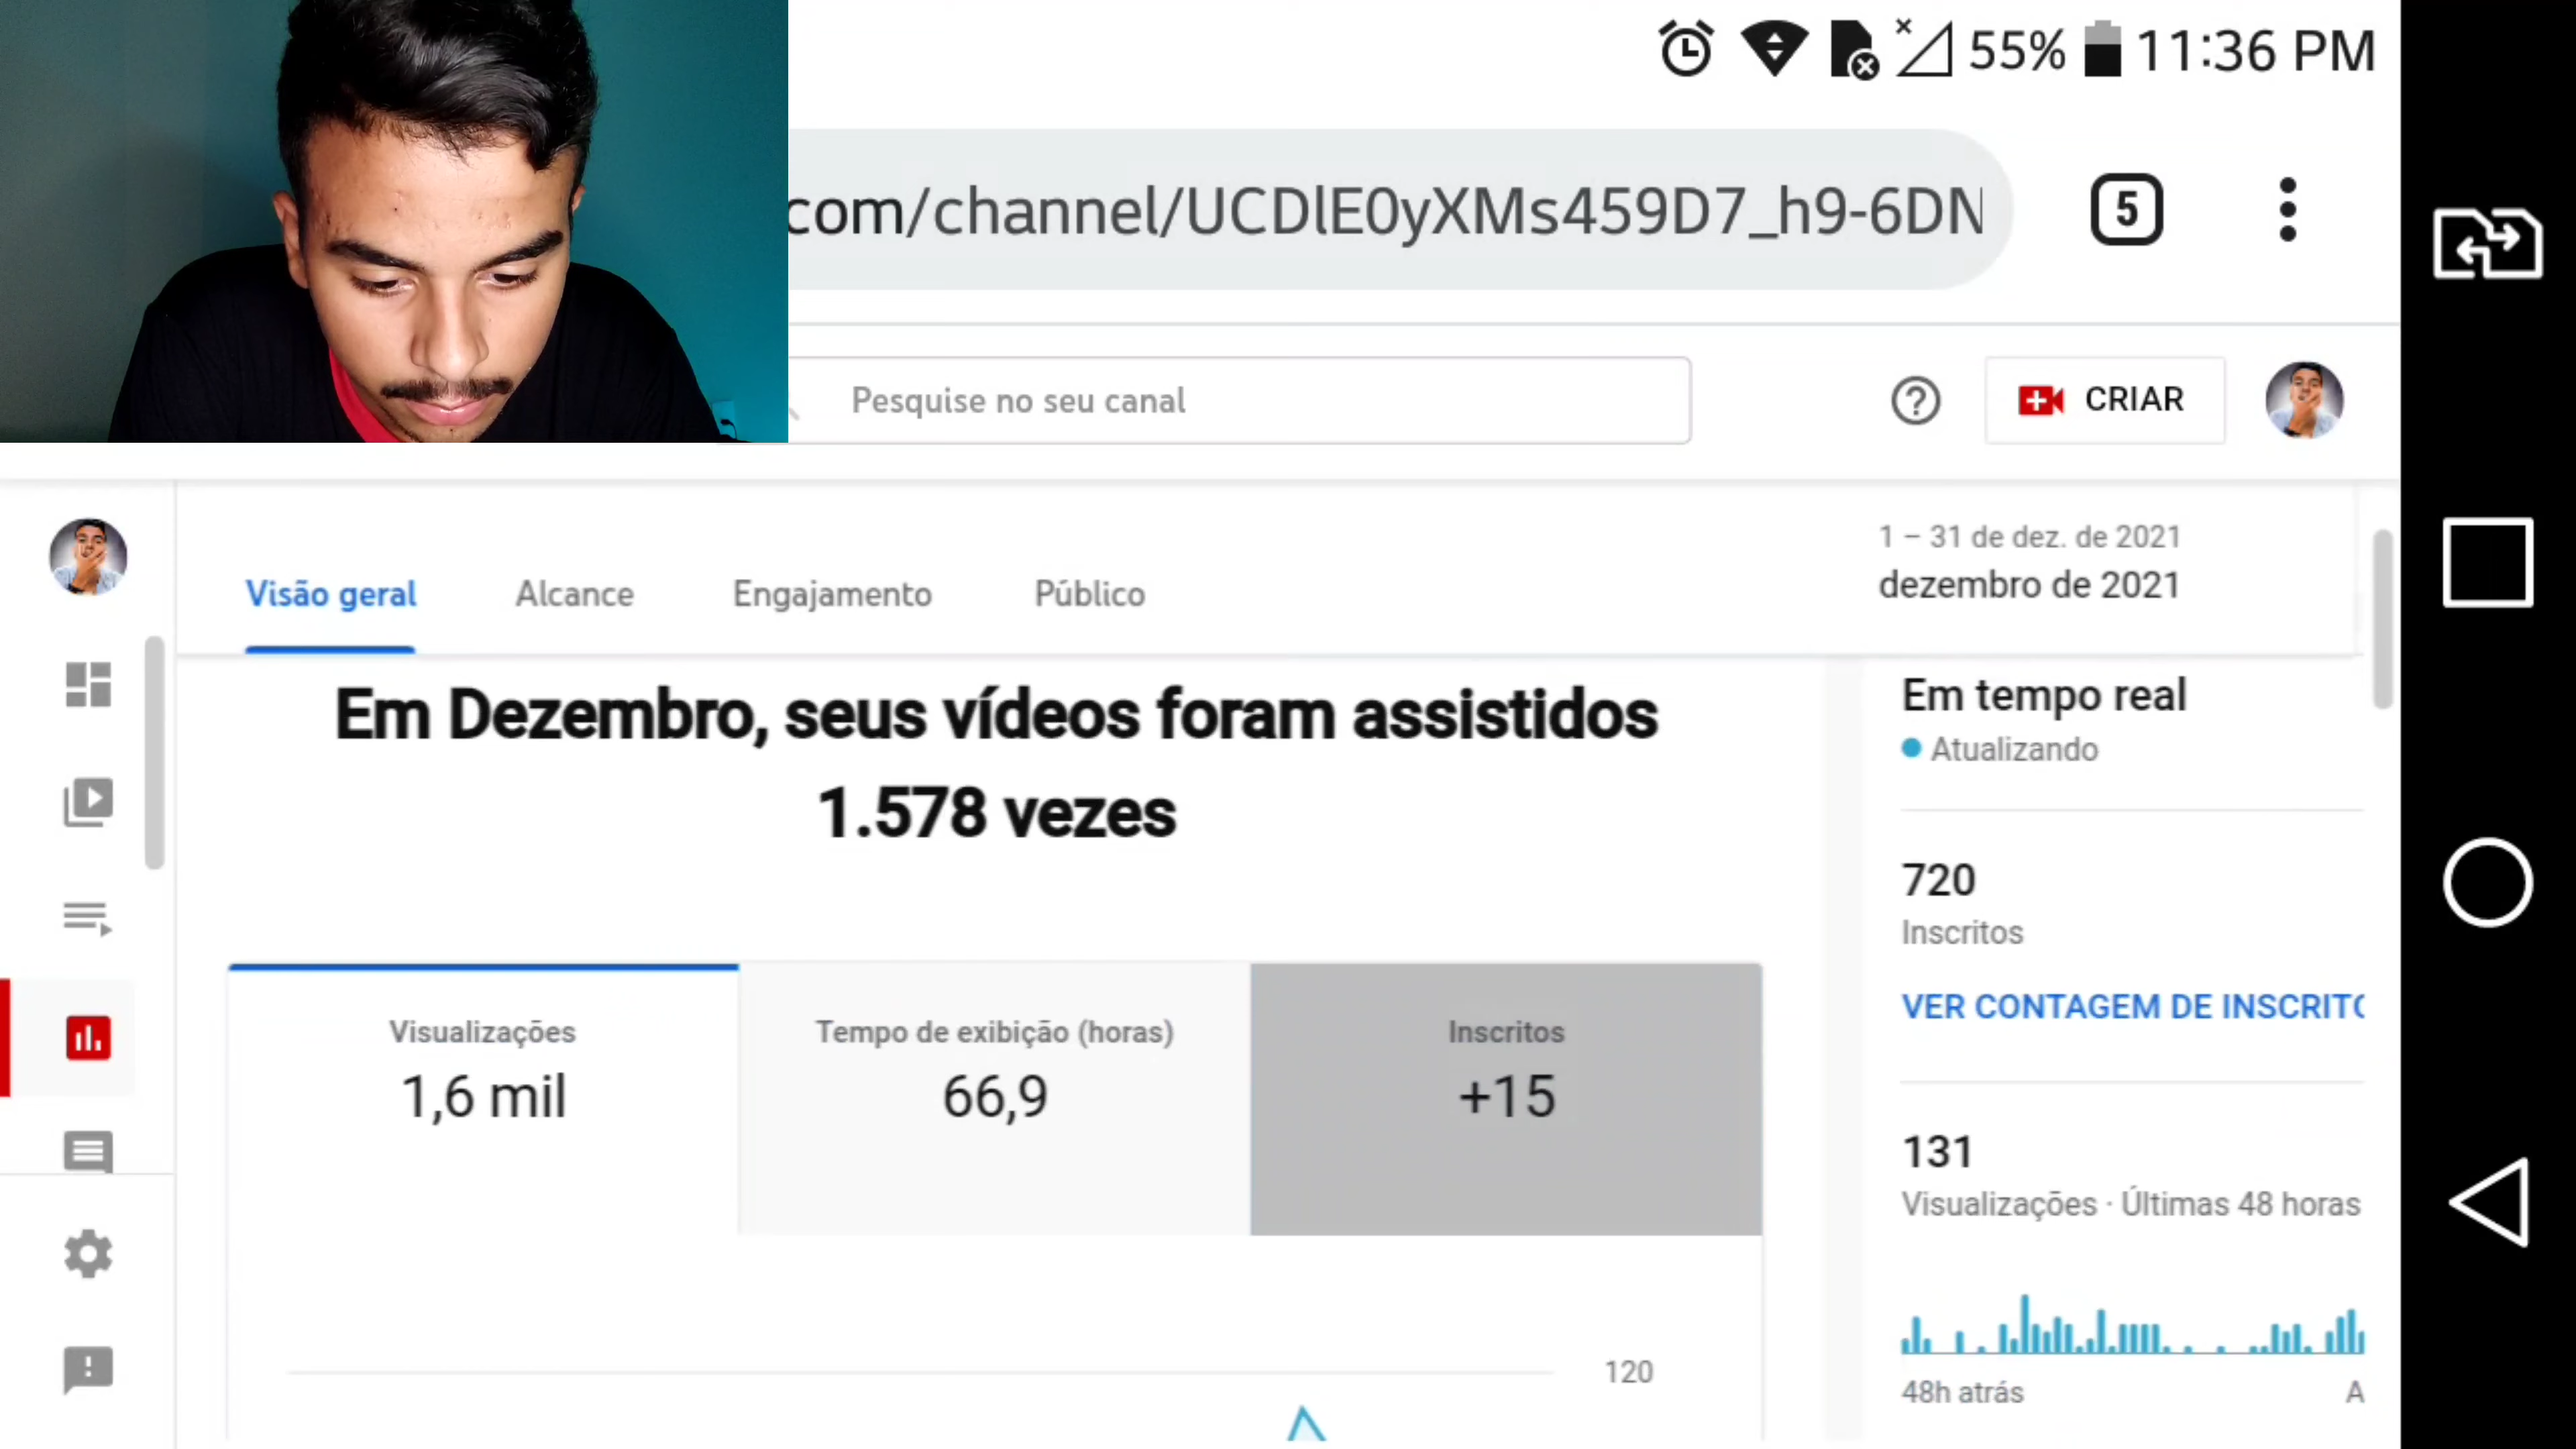 55% 11:36 PM
com/channel/UCDlE0yXMs459D7_h9-6DN
5
Pesquise no seu canal
CRIAR
1 – 31 de dez. de 2021
dezembro de 2021
Visão geral Alcance Engajamento Público
Em Dezembro, seus vídeos foram assistidos
1.578 vezes
Visualizações
1,6 mil
Tempo de exibição (horas)
66,9
Inscritos
+15
120
Em tempo real
Atualizando
720
Inscritos
VER CONTAGEM DE INSCRITO
131
Visualizações · Últimas 48 horas
48h atrás
A